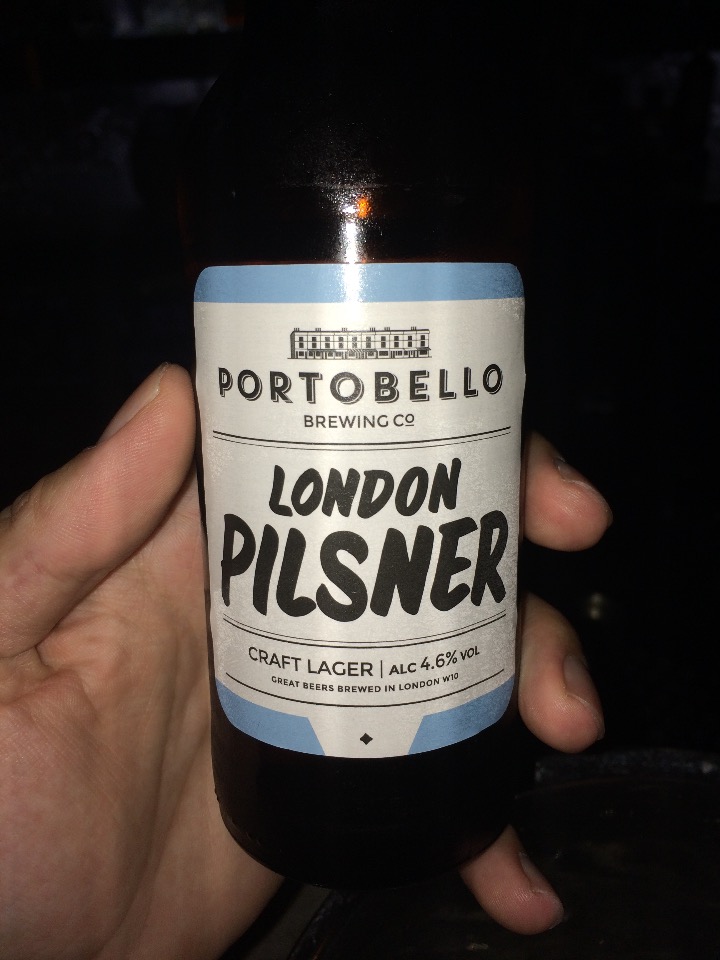 PORTOBELLO
BREWING CO
LONDON
PILSNER
CRAFT LAGER | ALC 4.6% VOL
GREAT BEERS BREWED IN LONDON W10